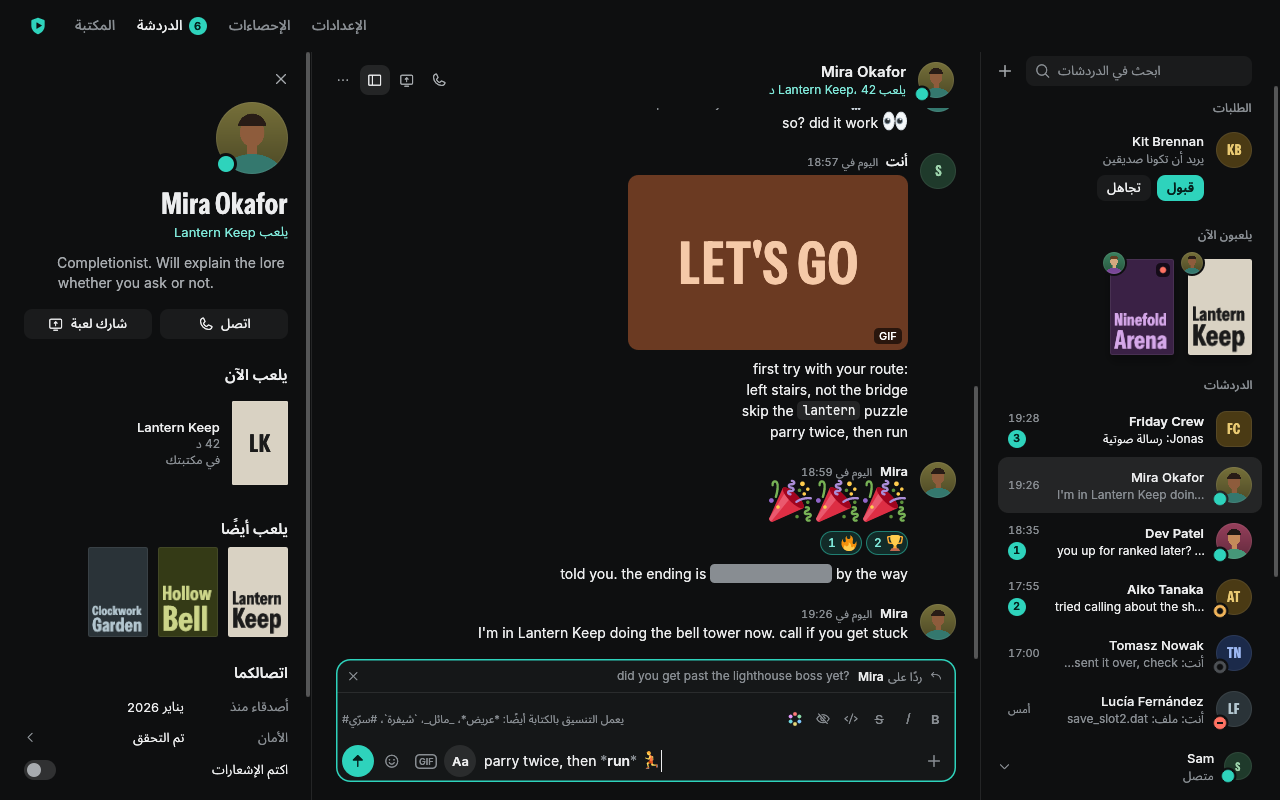 المكتبة
الدردشة 6
الإحصاءات
الإعدادات
ابحث في الدردشات
الطلبات
KB
Kit Brennan
يريد أن تكونا صديقين
قبول
تجاهل
يلعبون الآن
Lantern Keep
Ninefold Arena
الدردشات
FC
Friday Crew
19:28
Jonas: رسالة صوتية
3
Mira Okafor
19:26
I'm in Lantern Keep doin...
Dev Patel
18:35
you up for ranked later? ...
1
AT
Aiko Tanaka
17:55
tried calling about the sh...
2
TN
Tomasz Nowak
17:00
أنت: sent it over, check...
LF
Lucía Fernández
أمس
أنت: ملف: save_slot2.dat
S
Sam
متصل
Mira Okafor
يلعب Lantern Keep، 42 د
so? did it work 👀
S
أنت اليوم في 18:57
LET'S GO
GIF
first try with your route:
left stairs, not the bridge
skip the lantern puzzle
parry twice, then run
Mira اليوم في 18:59
🎉🎉🎉
🏆 2
🔥 1
told you. the ending is by the way
Mira اليوم في 19:26
I'm in Lantern Keep doing the bell tower now. call if you get stuck
ردًا على Mira did you get past the lighthouse boss yet?
B / S </>
يعمل التنسيق بالكتابة أيضًا: *عريض*، _مائل_، `شيفرة`، #سرّي#
parry twice, then *run* 🏃
Aa
GIF
Mira Okafor
يلعب Lantern Keep
Completionist. Will explain the lore
whether you ask or not.
اتصل
شارك لعبة
يلعب الآن
LK
Lantern Keep
42 د
في مكتبتك
يلعب أيضًا
Lantern Keep
Hollow Bell
Clockwork Garden
اتصالكما
أصدقاء منذ
يناير 2026
الأمان
تم التحقق
اكتم الإشعارات